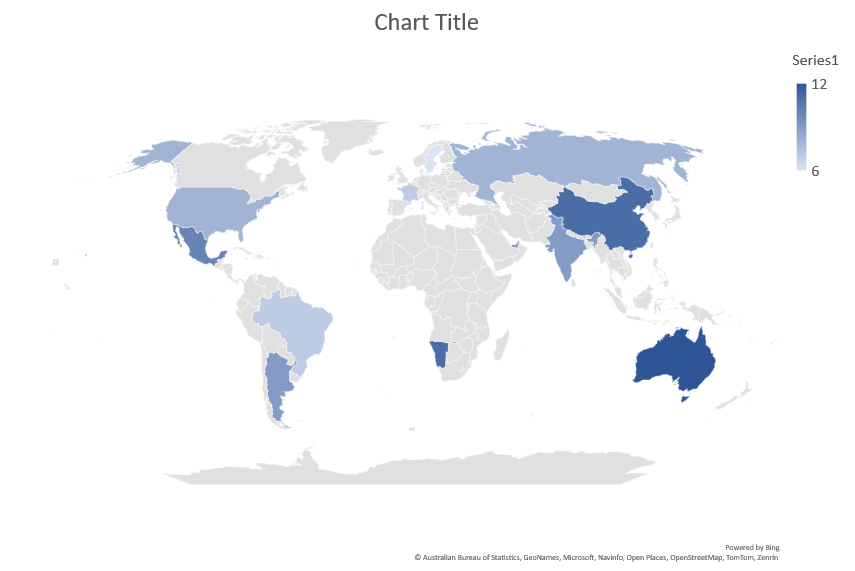 Chart Title
Series1
12
6
Powered by Bing
© Australian Bureau of Statistics, GeoNames, Microsoft, Navinfo, Open Places, OpenStreetMap, TomTom, Zenrin